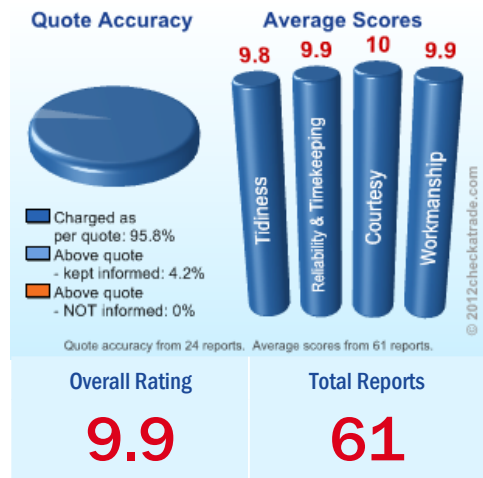 Quote Accuracy
Charged as
per quote: 95.8%
Above quote
- kept informed: 4.2%
Above quote
- NOT informed: 0%
Average Scores
9.8
9.9
10
9.9
Tidiness
Reliability & Timekeeping
Courtesy
Workmanship
© 2012checkatrade.com
Quote accuracy from 24 reports. Average scores from 61 reports.
Overall Rating
9.9
Total Reports
61